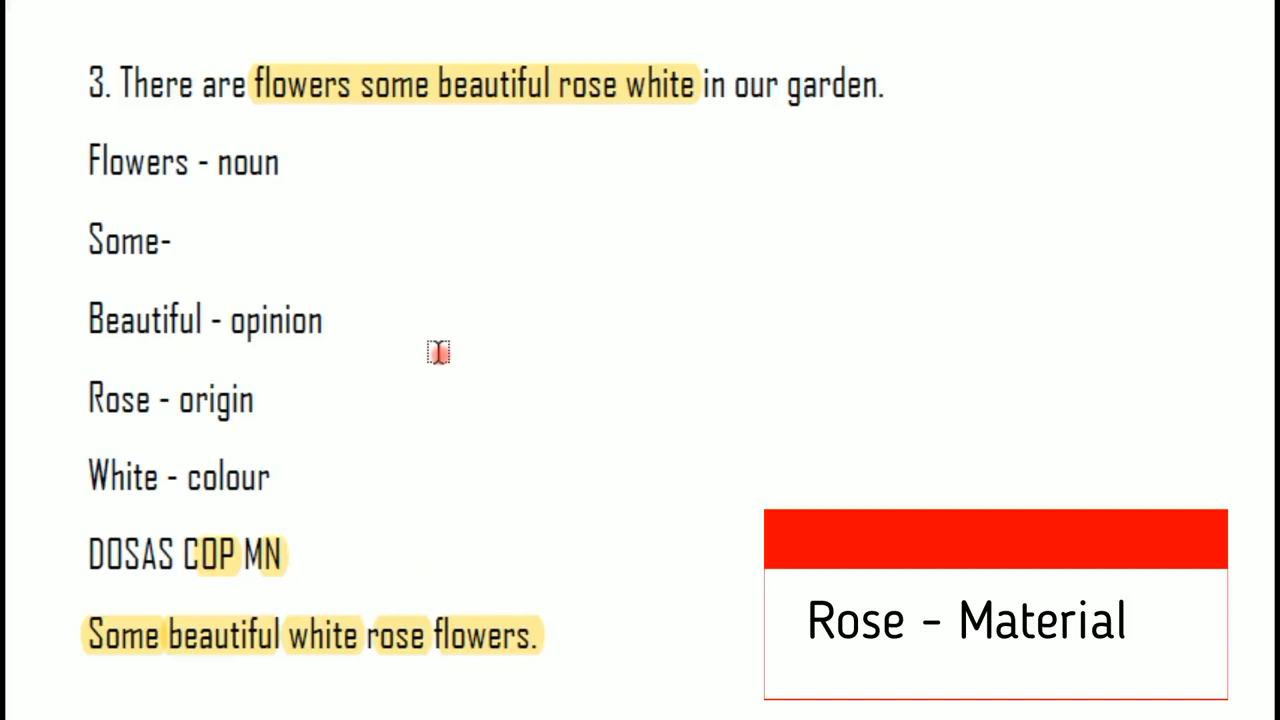 3. There are flowers some beautiful rose white in our garden.
Flowers - noun
Some-
Beautiful - opinion
Rose - origin
White - colour
DOSAS COP MN
Some beautiful white rose flowers.
Rose - Material